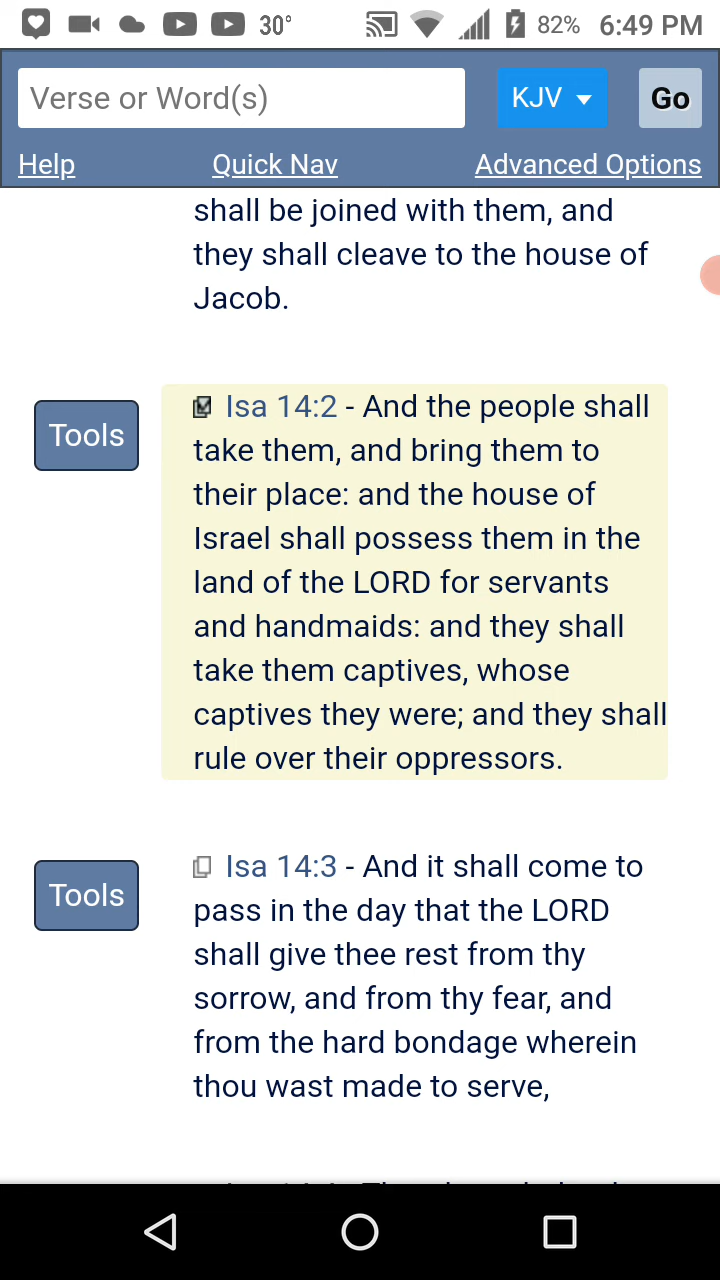 30°
82%
6:49 PM
Verse or Word(s)
KJV
Go
Help
Quick Nav
Advanced Options
shall be joined with them, and
they shall cleave to the house of
Jacob.
Tools
Isa 14:2 - And the people shall
take them, and bring them to
their place: and the house of
Israel shall possess them in the
land of the LORD for servants
and handmaids: and they shall
take them captives, whose
captives they were; and they shall
rule over their oppressors.
Tools
Isa 14:3 - And it shall come to
pass in the day that the LORD
shall give thee rest from thy
sorrow, and from thy fear, and
from the hard bondage wherein
thou wast made to serve,